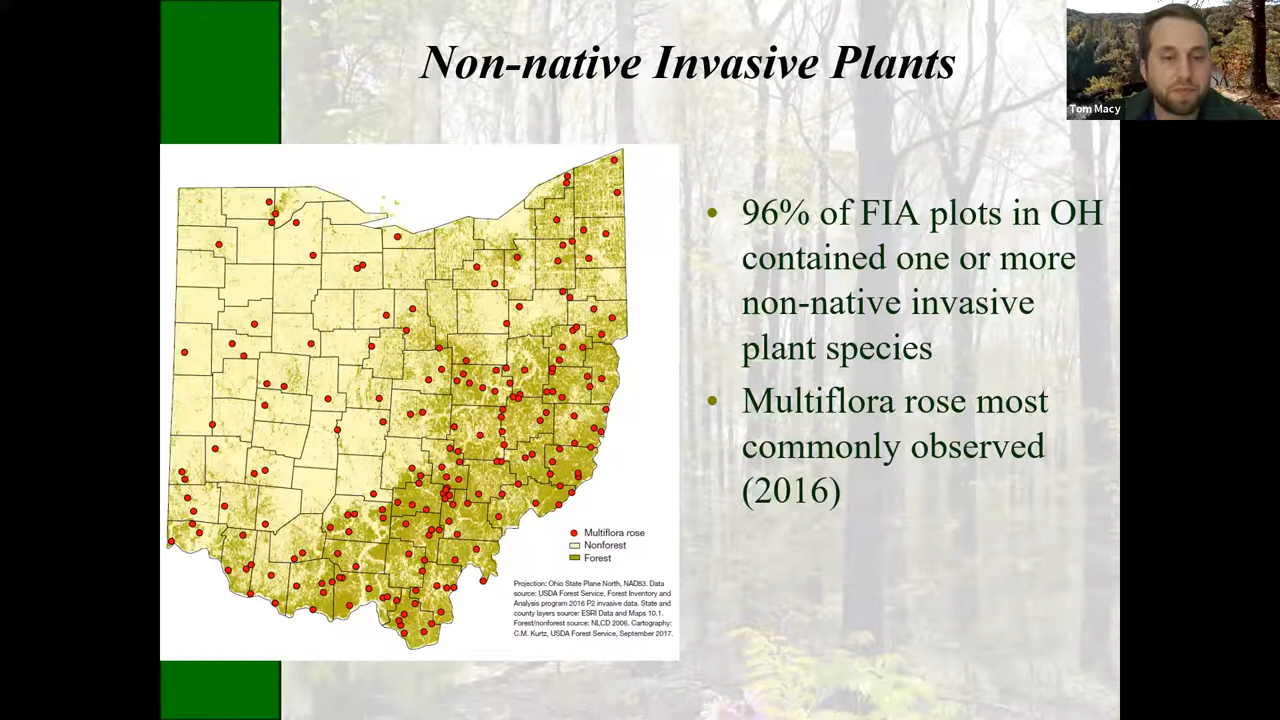 Non-native Invasive Plants
Tom Macy
• 96% of FIA plots in OH
contained one or more
non-native invasive
plant species
• Multiflora rose most
commonly observed
(2016)
Multiflora rose
Nonforest
Forest
Projection: Ohio State Plane North, NAD83. Data
source: USDA Forest Service, Forest Inventory and
Analysis program 2016 P2 invasive data. State and
county layers source: ESRI Data and Maps 10.1.
Forest/nonforest source: NLCD 2006. Cartography:
C.M. Kurtz, USDA Forest Service, September 2017.